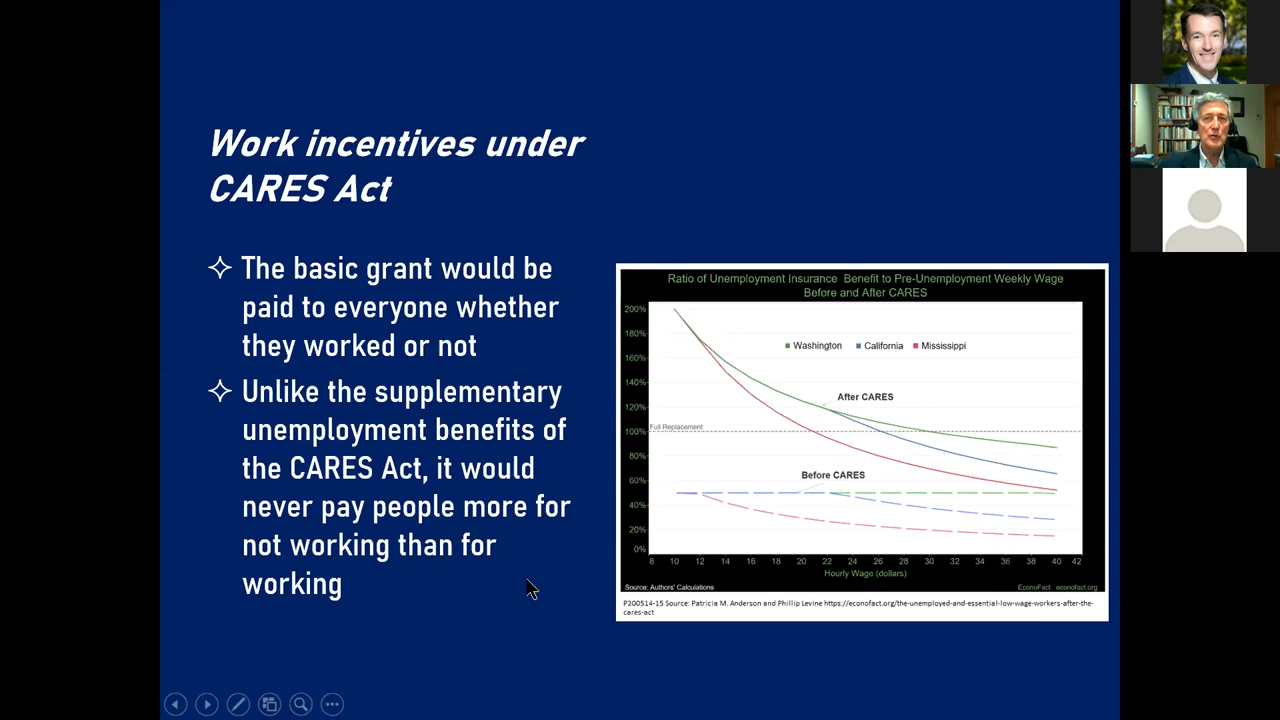 Work incentives under
CARES Act
The basic grant would be
paid to everyone whether
they worked or not
Unlike the supplementary
unemployment benefits of
the CARES Act, it would
never pay people more for
not working than for
working
Ratio of Unemployment Insurance Benefit to Pre-Unemployment Weekly Wage
Before and After CARES
200%
180%
160%
140%
120%
100%
80%
60%
40%
20%
0%
Washington California Mississippi
After CARES
Full Replacement
Before CARES
8 10 12 14 16 18 20 22 24 26 28 30 32 34 36 38 40 42
Hourly Wage (dollars)
Source: Authors' Calculations
EconoFact econofact.org
P200514-15 Source: Patricia M. Anderson and Phillip Levine https://econofact.org/the-unemployed-and-essential-low-wage-workers-after-the-
cares-act